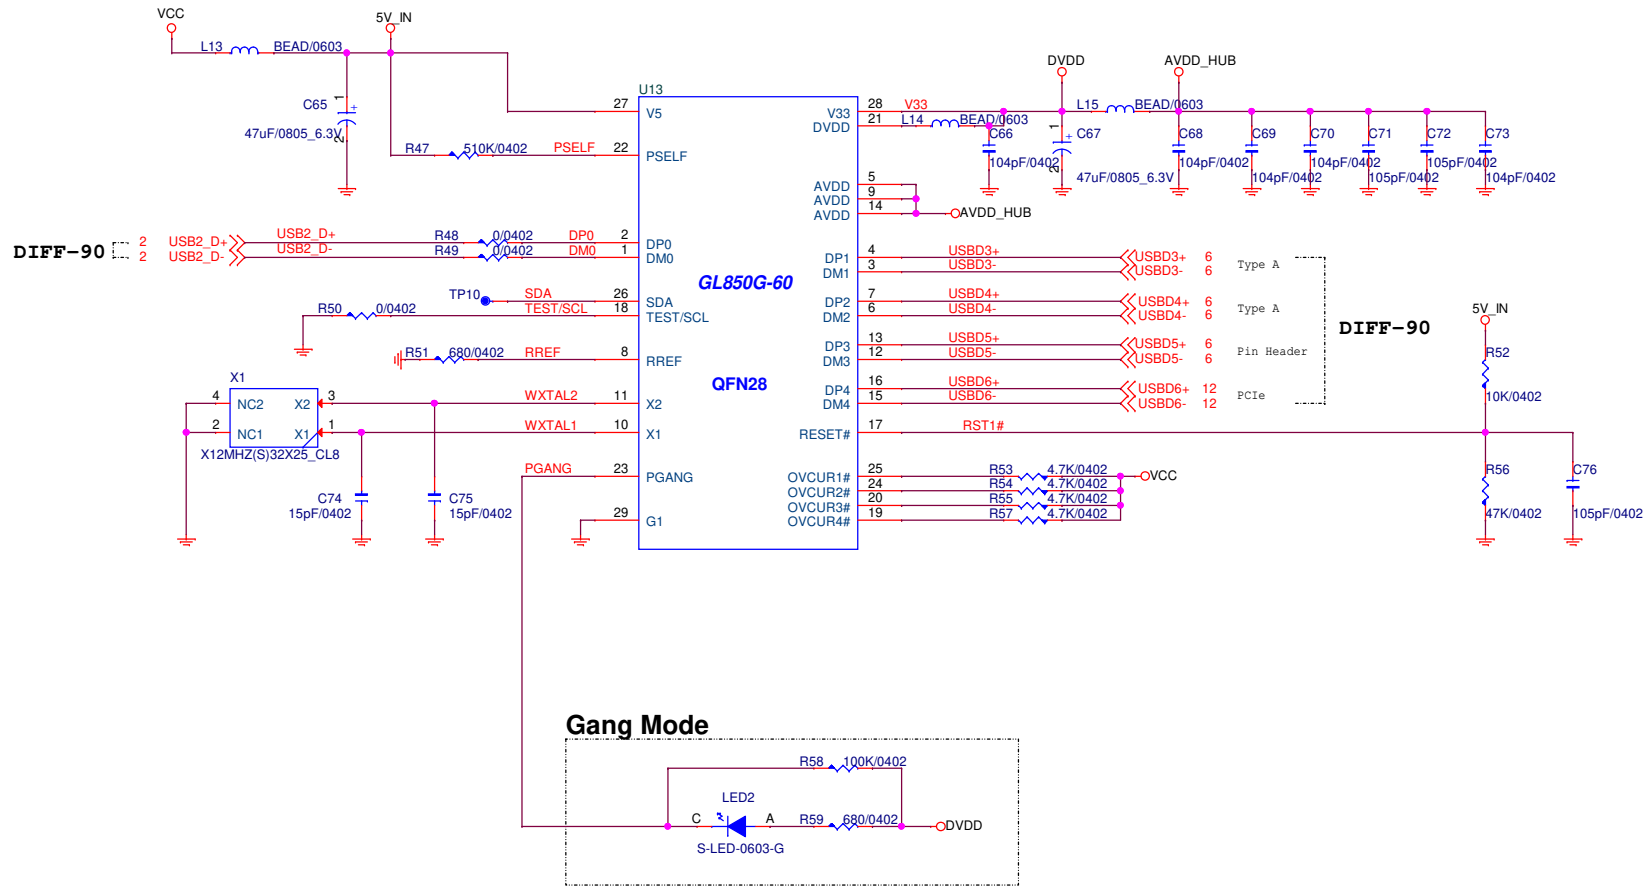 VCC
5V_IN
L13 BEAD/0603
C65
1
+
2
47uF/0805_6.3V
R47 510K/0402 PSELF
DIFF-90
2 USB2_D+ USB2_D+ R48 0/0402 DP0
2 USB2_D- USB2_D- R49 0/0402 DM0
TP10 SDA
R50 0/0402 TEST/SCL
R51 680/0402 RREF
X1
4 NC2 X2 3 WXTAL2
2 NC1 X1 1 WXTAL1
X12MHZ(S)32X25_CL8
C74
15pF/0402
C75
15pF/0402
PGANG
U13
27 V5
22 PSELF
2 DP0
1 DM0
26 SDA
18 TEST/SCL
8 RREF
11 X2
10 X1
23 PGANG
29 G1
GL850G-60
QFN28
V33 28 V33
DVDD 21 L14 BEAD/0603
AVDD 5
AVDD 9
AVDD 14 AVDD_HUB
DP1 4 USBD3+ USBD3+ 6
DM1 3 USBD3- USBD3- 6
Type A
DP2 7 USBD4+ USBD4+ 6
DM2 6 USBD4- USBD4- 6
Type A
DP3 13 USBD5+ USBD5+ 6
DM3 12 USBD5- USBD5- 6
Pin Header
DP4 16 USBD6+ USBD6+ 12
DM4 15 USBD6- USBD6- 12
PCIe
DIFF-90
RESET# 17 RST1#
OVCUR1# 25 R53 4.7K/0402 VCC
OVCUR2# 24 R54 4.7K/0402
OVCUR3# 20 R55 4.7K/0402
OVCUR4# 19 R57 4.7K/0402
DVDD
AVDD_HUB
L15 BEAD/0603
C66
104pF/0402
1
+
2
C67
47uF/0805_6.3V
C68
104pF/0402
C69
104pF/0402
C70
104pF/0402
C71
105pF/0402
C72
105pF/0402
C73
104pF/0402
5V_IN
R52
10K/0402
R56
47K/0402
C76
105pF/0402
Gang Mode
R58 100K/0402
LED2
C A R59 680/0402 DVDD
S-LED-0603-G